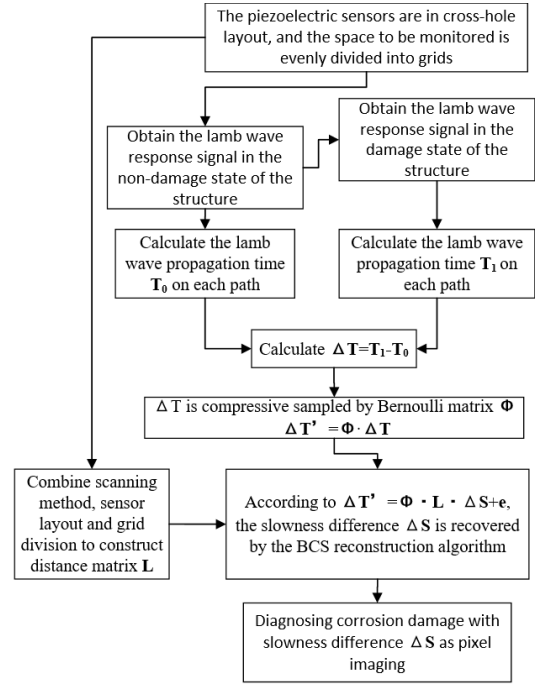 The piezoelectric sensors are in cross-hole
layout, and the space to be monitored is
evenly divided into grids
Obtain the lamb wave
response signal in the
non-damage state of the
structure
Obtain the lamb wave
response signal in the
damage state of the
structure
Calculate the lamb
wave propagation time
T₀ on each path
Calculate the lamb wave
propagation time T₁ on
each path
Calculate ΔT=T₁-T₀
ΔT is compressive sampled by Bernoulli matrix Φ
ΔT’ =Φ· ΔT
Combine scanning
method, sensor
layout and grid
division to construct
distance matrix L
According to ΔT’ =Φ · L · ΔS+e,
the slowness difference ΔS is recovered
by the BCS reconstruction algorithm
Diagnosing corrosion damage with
slowness difference ΔS as pixel
imaging